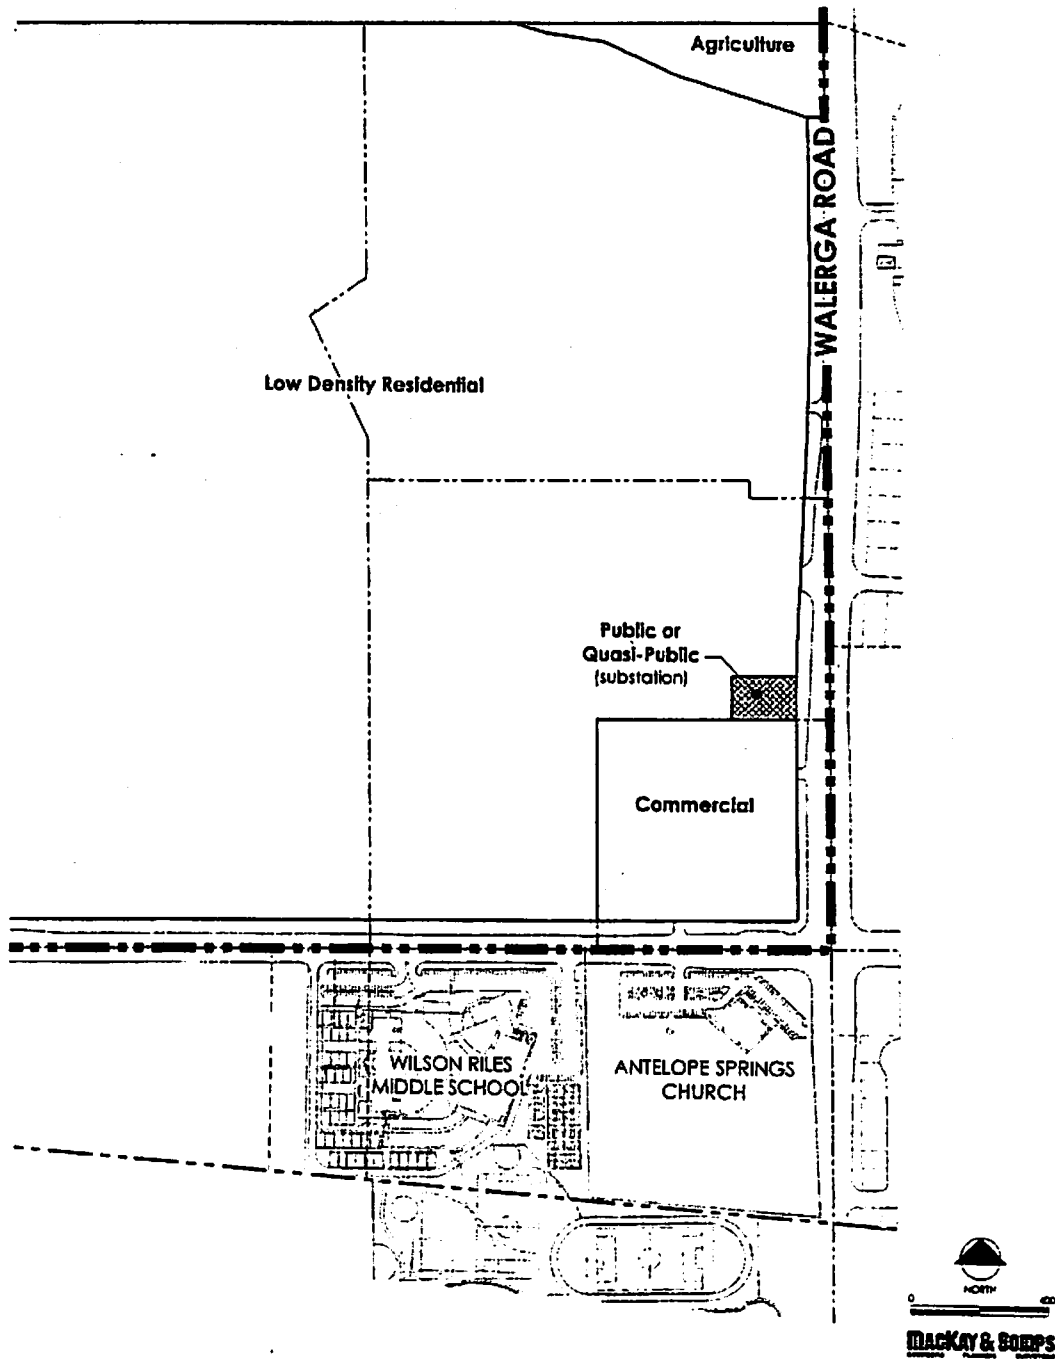 Agriculture
WALERGA ROAD
Low Density Residential
Public or
Quasi-Public
(substation)
Commercial
WILSON RILES
MIDDLE SCHOOL
ANTELOPE SPRINGS
CHURCH
NORTH
0
MACKAY & SOMPS